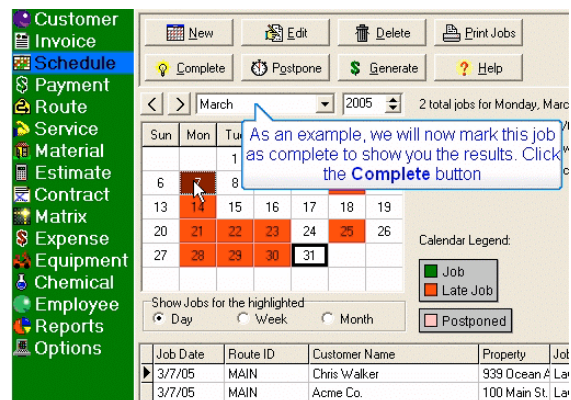 Customer
Invoice
Schedule
Payment
Route
Service
Material
Estimate
Contract
Matrix
Expense
Equipment
Chemical
Employee
Reports
Options
New Edit Delete Print Jobs
Complete Postpone $ Generate ? Help
< > March 2005 2 total jobs for Monday, Marc
Sun Mon Tu
As an example, we will now mark this job
as complete to show you the results. Click
the Complete button
1
6 7 8
13 14 15 16 17 18 19
20 21 22 23 24 25 26
27 28 29 30 31
Calendar Legend:
Job
Late Job
Postponed
Show Jobs for the highlighted
Day Week Month
Job Date Route ID Customer Name Property Jol
3/7/05 MAIN Chris Walker 939 Ocean A La
3/7/05 MAIN Acme Co. 100 Main St. La